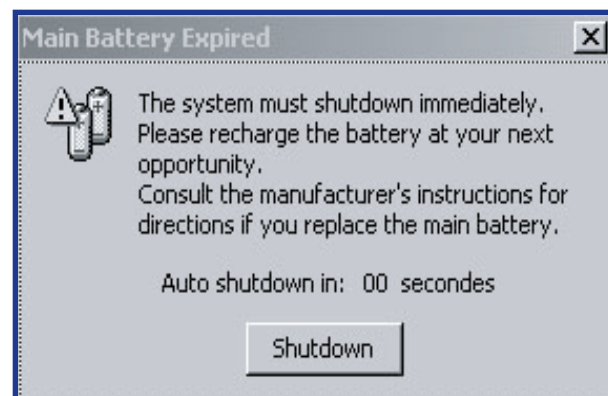 Main Battery Expired
The system must shutdown immediately.
Please recharge the battery at your next
opportunity.
Consult the manufacturer's instructions for
directions if you replace the main battery.
Auto shutdown in: 00 secondes
Shutdown